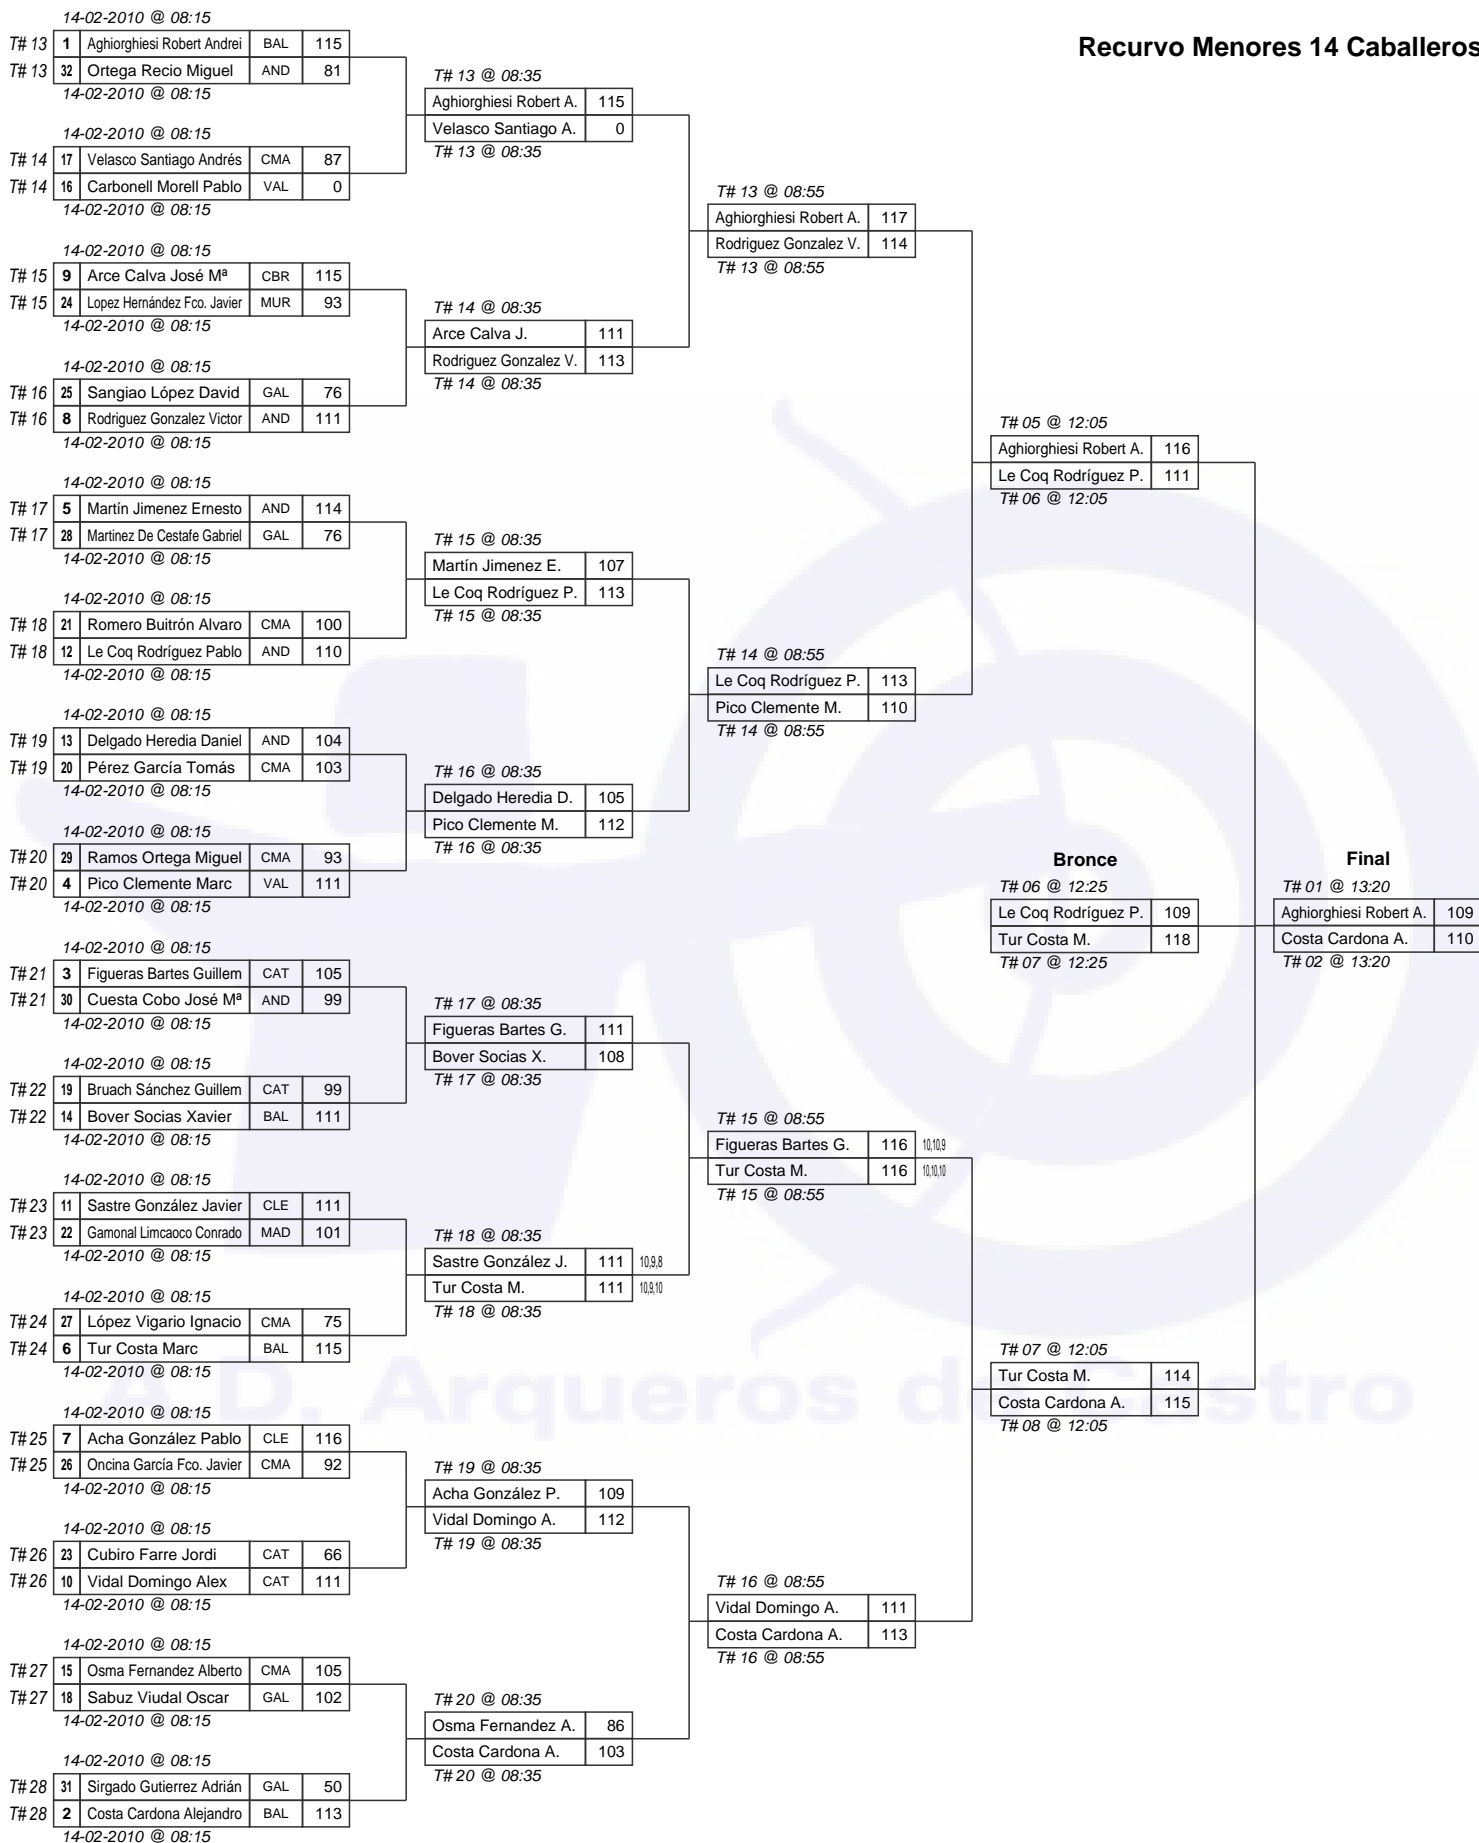 Recurvo Menores 14 Caballeros
14-02-2010 @ 08:15
T# 13 1 Aghiorghiesi Robert Andrei BAL 115
T# 13 32 Ortega Recio Miguel AND 81
14-02-2010 @ 08:15
14-02-2010 @ 08:15
T# 14 17 Velasco Santiago Andrés CMA 87
T# 14 16 Carbonell Morell Pablo VAL 0
14-02-2010 @ 08:15
14-02-2010 @ 08:15
T# 15 9 Arce Calva José Mª CBR 115
T# 15 24 Lopez Hernández Fco. Javier MUR 93
14-02-2010 @ 08:15
14-02-2010 @ 08:15
T# 16 25 Sangiao López David GAL 76
T# 16 8 Rodriguez Gonzalez Victor AND 111
14-02-2010 @ 08:15
14-02-2010 @ 08:15
T# 17 5 Martín Jimenez Ernesto AND 114
T# 17 28 Martinez De Cestafe Gabriel GAL 76
14-02-2010 @ 08:15
14-02-2010 @ 08:15
T# 18 21 Romero Buitrón Alvaro CMA 100
T# 18 12 Le Coq Rodríguez Pablo AND 110
14-02-2010 @ 08:15
14-02-2010 @ 08:15
T# 19 13 Delgado Heredia Daniel AND 104
T# 19 20 Pérez García Tomás CMA 103
14-02-2010 @ 08:15
14-02-2010 @ 08:15
T# 20 29 Ramos Ortega Miguel CMA 93
T# 20 4 Pico Clemente Marc VAL 111
14-02-2010 @ 08:15
14-02-2010 @ 08:15
T# 21 3 Figueras Bartes Guillem CAT 105
T# 21 30 Cuesta Cobo José Mª AND 99
14-02-2010 @ 08:15
14-02-2010 @ 08:15
T# 22 19 Bruach Sánchez Guillem CAT 99
T# 22 14 Bover Socias Xavier BAL 111
14-02-2010 @ 08:15
14-02-2010 @ 08:15
T# 23 11 Sastre González Javier CLE 111
T# 23 22 Gamonal Limcaoco Conrado MAD 101
14-02-2010 @ 08:15
14-02-2010 @ 08:15
T# 24 27 López Vigario Ignacio CMA 75
T# 24 6 Tur Costa Marc BAL 115
14-02-2010 @ 08:15
14-02-2010 @ 08:15
T# 25 7 Acha González Pablo CLE 116
T# 25 26 Oncina García Fco. Javier CMA 92
14-02-2010 @ 08:15
14-02-2010 @ 08:15
T# 26 23 Cubiro Farre Jordi CAT 66
T# 26 10 Vidal Domingo Alex CAT 111
14-02-2010 @ 08:15
14-02-2010 @ 08:15
T# 27 15 Osma Fernandez Alberto CMA 105
T# 27 18 Sabuz Viudal Oscar GAL 102
14-02-2010 @ 08:15
14-02-2010 @ 08:15
T# 28 31 Sirgado Gutierrez Adrián GAL 50
T# 28 2 Costa Cardona Alejandro BAL 113
14-02-2010 @ 08:15
T# 13 @ 08:35
Aghiorghiesi Robert A. 115
Velasco Santiago A. 0
T# 13 @ 08:35
T# 14 @ 08:35
Arce Calva J. 111
Rodriguez Gonzalez V. 113
T# 14 @ 08:35
T# 15 @ 08:35
Martín Jimenez E. 107
Le Coq Rodríguez P. 113
T# 15 @ 08:35
T# 16 @ 08:35
Delgado Heredia D. 105
Pico Clemente M. 112
T# 16 @ 08:35
T# 17 @ 08:35
Figueras Bartes G. 111
Bover Socias X. 108
T# 17 @ 08:35
T# 18 @ 08:35
Sastre González J. 111 10,9,8
Tur Costa M. 111 10,9,10
T# 18 @ 08:35
T# 19 @ 08:35
Acha González P. 109
Vidal Domingo A. 112
T# 19 @ 08:35
T# 20 @ 08:35
Osma Fernandez A. 86
Costa Cardona A. 103
T# 20 @ 08:35
T# 13 @ 08:55
Aghiorghiesi Robert A. 117
Rodriguez Gonzalez V. 114
T# 13 @ 08:55
T# 14 @ 08:55
Le Coq Rodríguez P. 113
Pico Clemente M. 110
T# 14 @ 08:55
T# 15 @ 08:55
Figueras Bartes G. 116 10,10,9
Tur Costa M. 116 10,10,10
T# 15 @ 08:55
T# 16 @ 08:55
Vidal Domingo A. 111
Costa Cardona A. 113
T# 16 @ 08:55
T# 05 @ 12:05
Aghiorghiesi Robert A. 116
Le Coq Rodríguez P. 111
T# 06 @ 12:05
Bronce
T# 06 @ 12:25
Le Coq Rodríguez P. 109
Tur Costa M. 118
T# 07 @ 12:25
T# 07 @ 12:05
Tur Costa M. 114
Costa Cardona A. 115
T# 08 @ 12:05
Final
T# 01 @ 13:20
Aghiorghiesi Robert A. 109
Costa Cardona A. 110
T# 02 @ 13:20
A.D. Arqueros de Castro